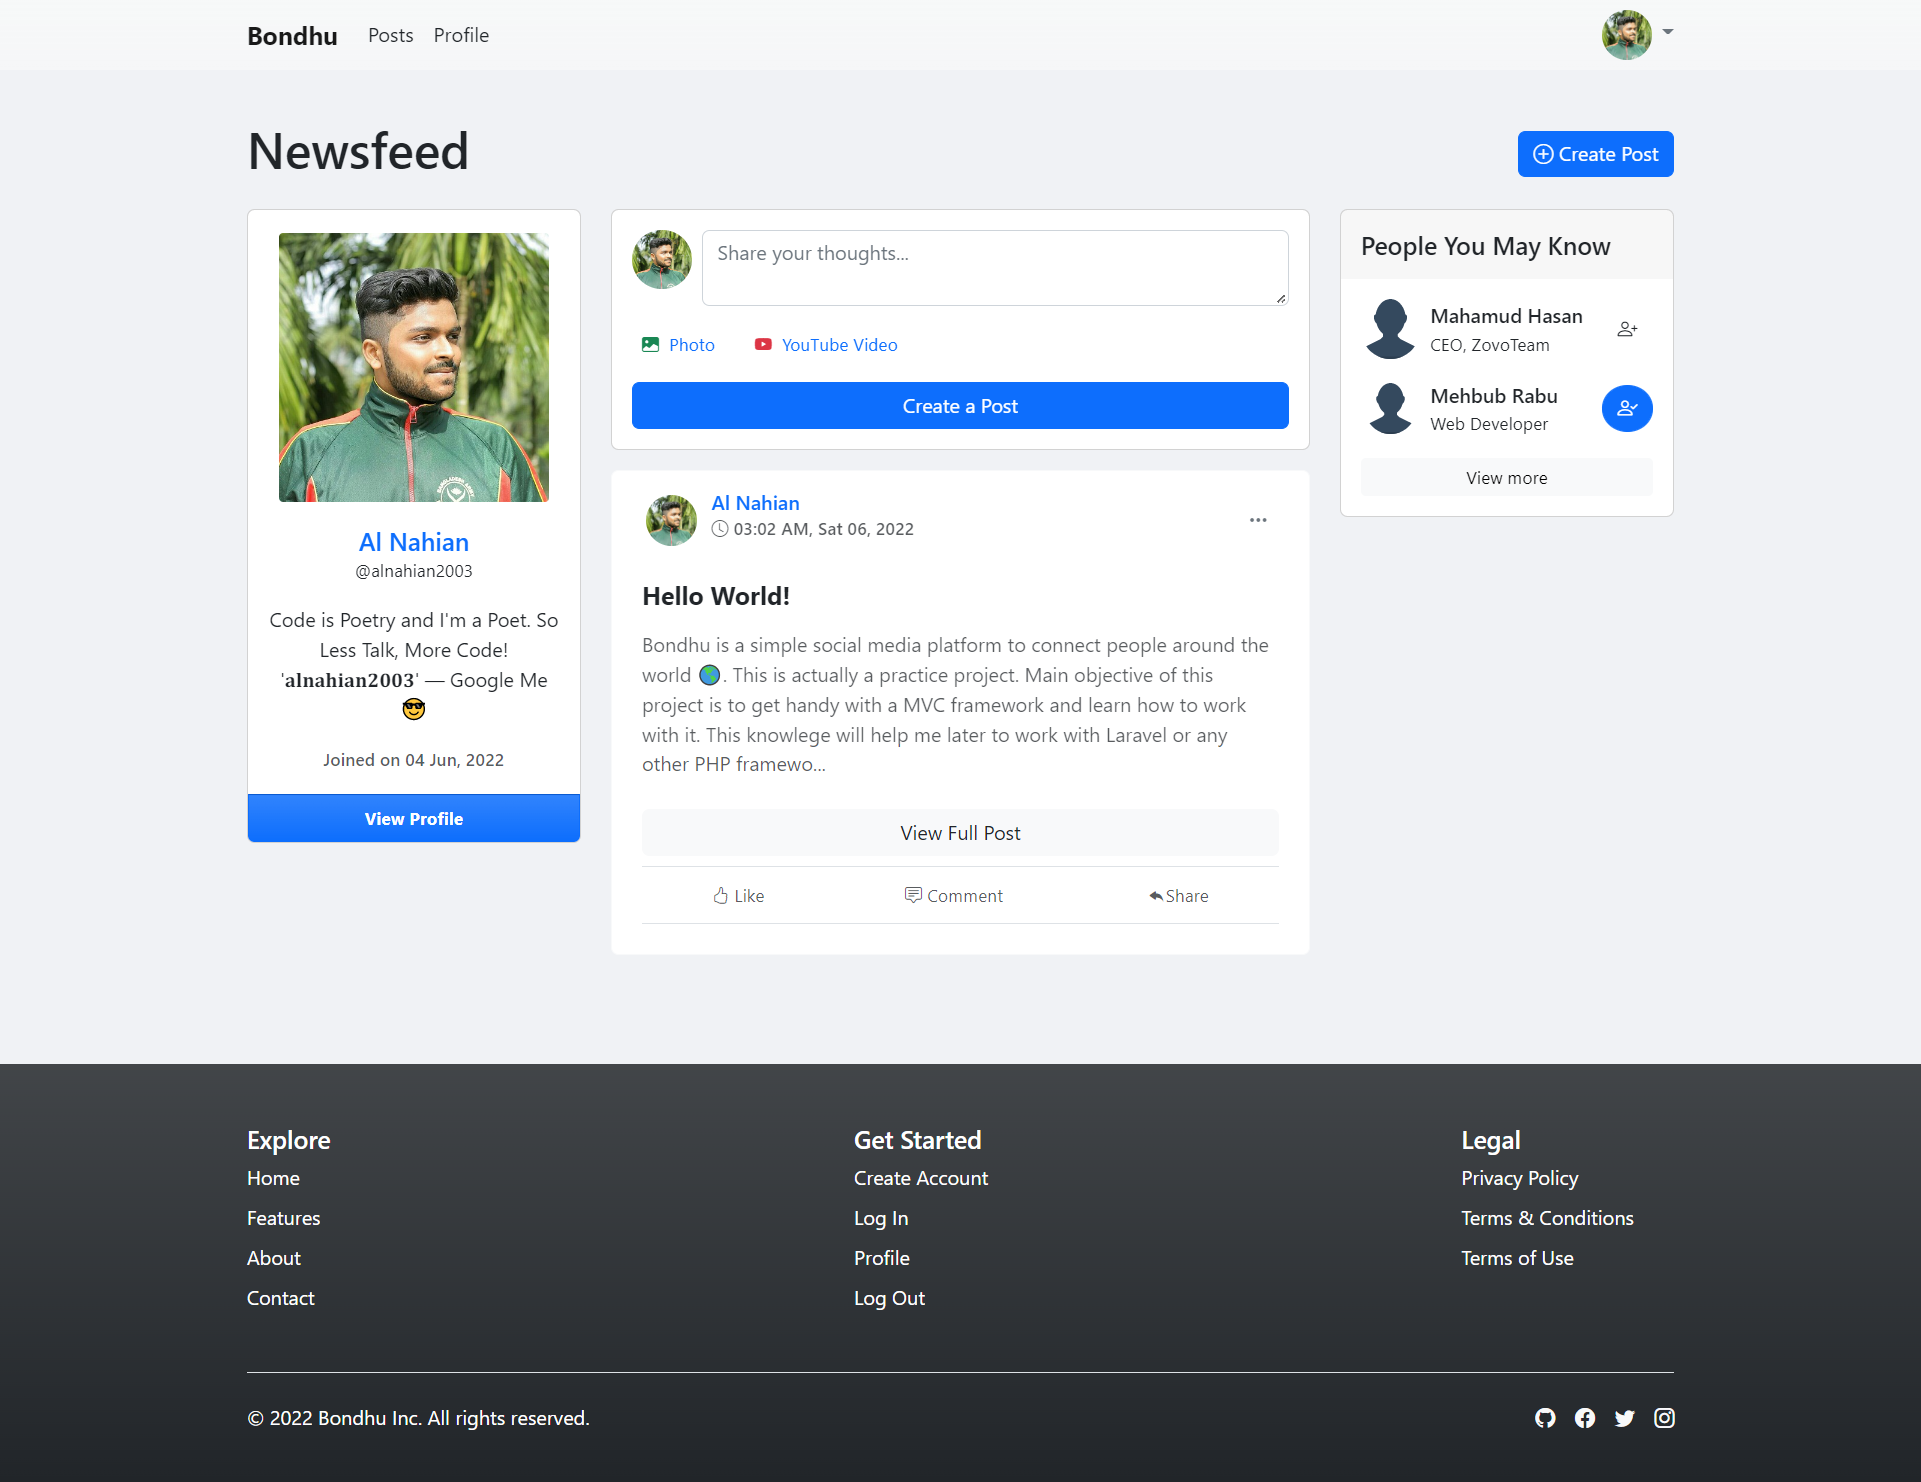 Bondhu
Posts
Profile
Newsfeed
Create Post
Al Nahian
@alnahian2003
Code is Poetry and I'm a Poet. So
Less Talk, More Code!
'alnahian2003' — Google Me
😎
Joined on 04 Jun, 2022
View Profile
Share your thoughts...
Photo
YouTube Video
Create a Post
Al Nahian
03:02 AM, Sat 06, 2022
Hello World!
Bondhu is a simple social media platform to connect people around the
world 🌎. This is actually a practice project. Main objective of this
project is to get handy with a MVC framework and learn how to work
with it. This knowlege will help me later to work with Laravel or any
other PHP framewo...
View Full Post
Like
Comment
Share
People You May Know
Mahamud Hasan
CEO, ZovoTeam
Mehbub Rabu
Web Developer
View more
Explore
Home
Features
About
Contact
Get Started
Create Account
Log In
Profile
Log Out
Legal
Privacy Policy
Terms & Conditions
Terms of Use
© 2022 Bondhu Inc. All rights reserved.